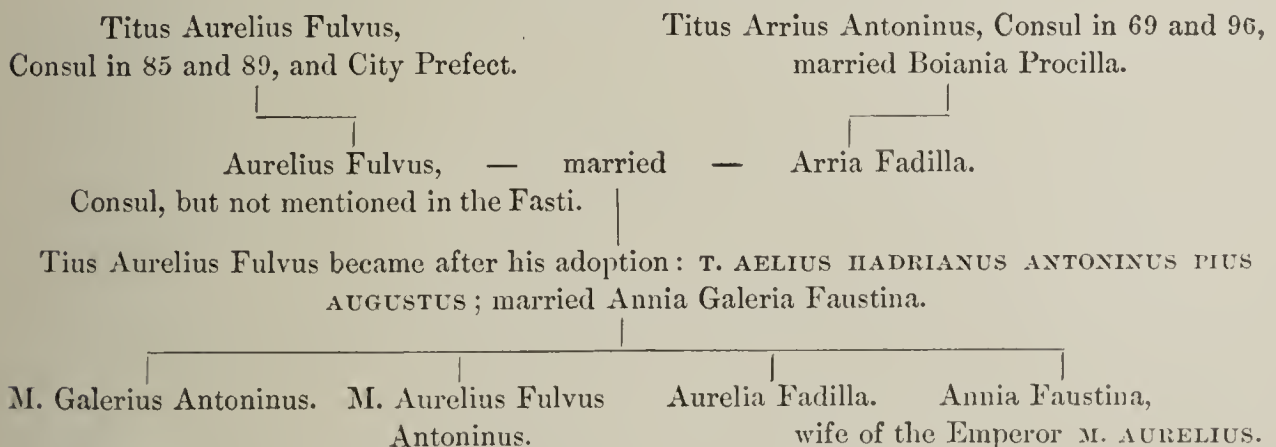 Titus Aurelius Fulvus,
Consul in 85 and 89, and City Prefect.
Titus Arrius Antoninus, Consul in 69 and 96,
married Boiania Procilla.
Aurelius Fulvus, — married — Arria Fadilla.
Consul, but not mentioned in the Fasti.
Tius Aurelius Fulvus became after his adoption: T. AELIUS HADRIANUS ANTONINUS PIUS
AUGUSTUS; married Annia Galeria Faustina.
M. Galerius Antoninus.
M. Aurelius Fulvus
Antoninus.
Aurelia Fadilla.
Annia Faustina,
wife of the Emperor M. AURELIUS.